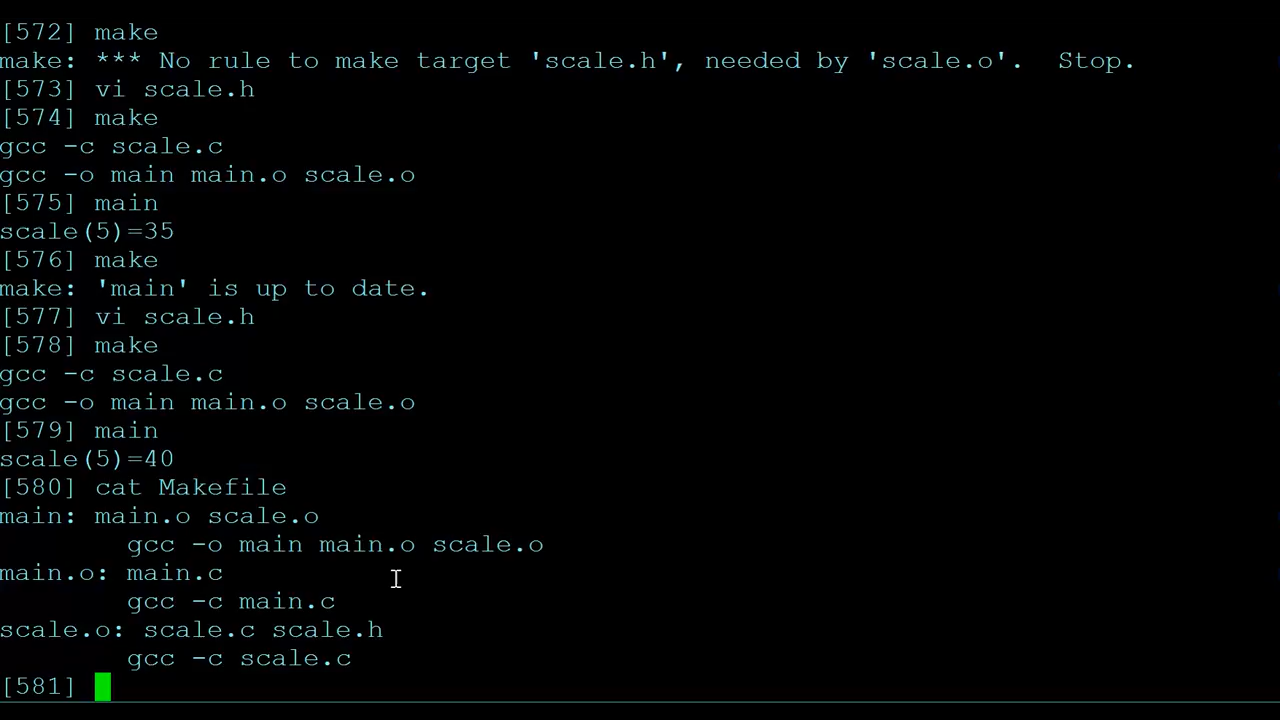 [572] make
make: *** No rule to make target 'scale.h', needed by 'scale.o'.  Stop.
[573] vi scale.h
[574] make
gcc -c scale.c
gcc -o main main.o scale.o
[575] main
scale(5)=35
[576] make
make: 'main' is up to date.
[577] vi scale.h
[578] make
gcc -c scale.c
gcc -o main main.o scale.o
[579] main
scale(5)=40
[580] cat Makefile
main: main.o scale.o
        gcc -o main main.o scale.o
main.o: main.c
        gcc -c main.c
scale.o: scale.c scale.h
        gcc -c scale.c
[581]